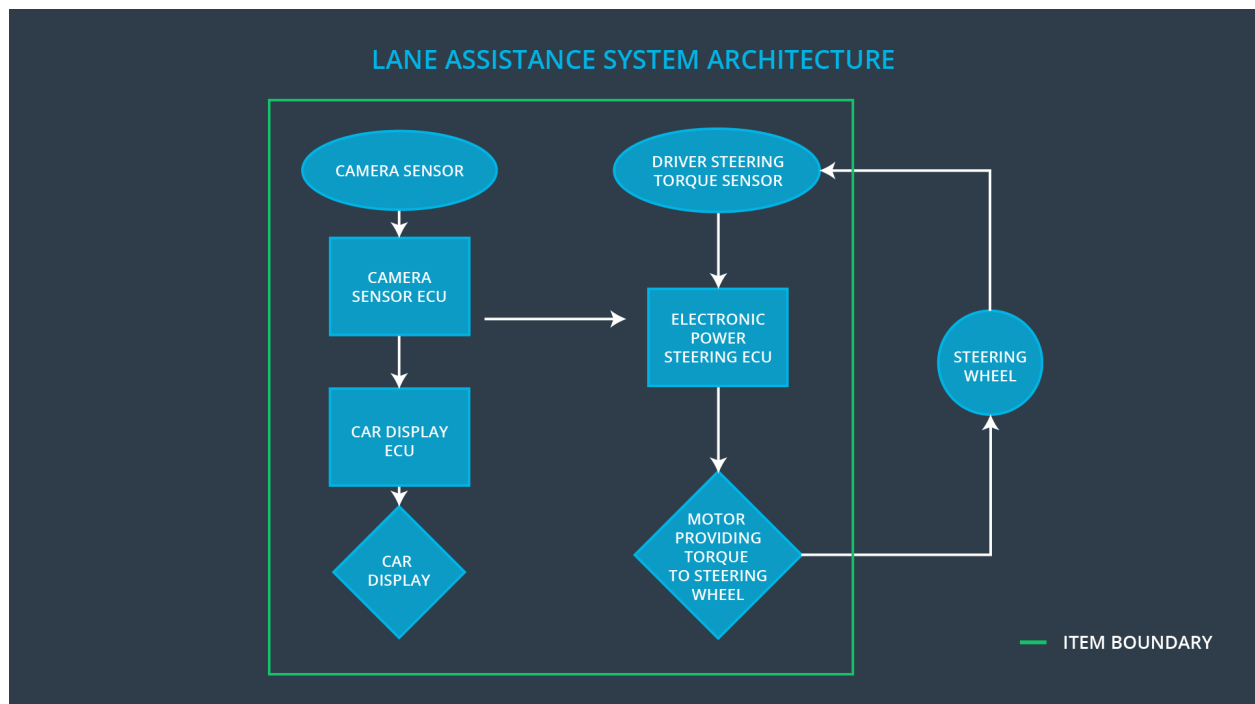 LANE ASSISTANCE SYSTEM ARCHITECTURE
CAMERA SENSOR
CAMERA
SENSOR ECU
CAR DISPLAY
ECU
CAR
DISPLAY
DRIVER STEERING
TORQUE SENSOR
ELECTRONIC
POWER
STEERING ECU
MOTOR
PROVIDING
TORQUE
TO STEERING
WHEEL
STEERING
WHEEL
ITEM BOUNDARY